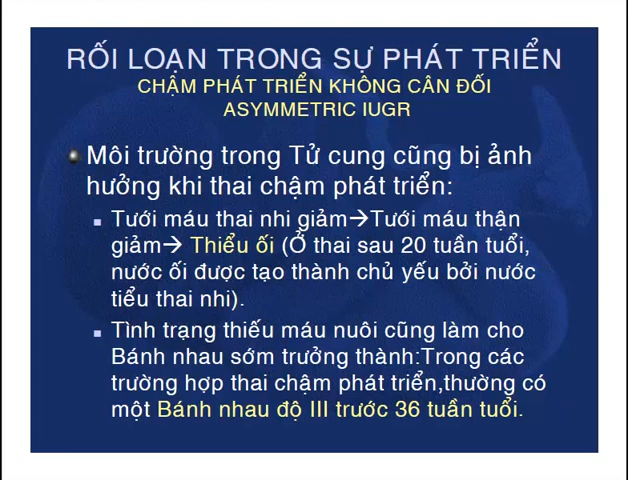 RỐI LOẠN TRONG SỰ PHÁT TRIỂN
CHẬM PHÁT TRIỂN KHÔNG CÂN ĐỐI
ASYMMETRIC IUGR
Môi trường trong Tử cung cũng bị ảnh
hưởng khi thai chậm phát triển:
Tưới máu thai nhi giảm→Tưới máu thận
giảm→ Thiểu ối (Ở thai sau 20 tuần tuổi,
nước ối được tạo thành chủ yếu bởi nước
tiểu thai nhi).
Tình trạng thiếu máu nuôi cũng làm cho
Bánh nhau sớm trưởng thành:Trong các
trường hợp thai chậm phát triển,thường có
một Bánh nhau độ III trước 36 tuần tuổi.